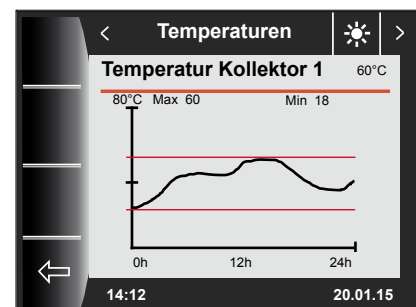 < Temperaturen >
Temperatur Kollektor 1 60°C
80°C Max 60 Min 18
0h 12h 24h
14:12 20.01.15